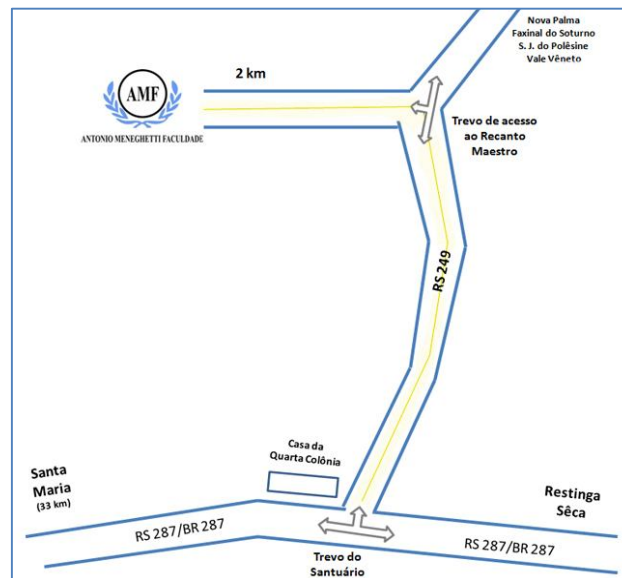 Nova Palma
Faxinal do Soturno
S. J. do Polêsine
Vale Vêneto
2 km
AMF
ANTONIO MENEGHETTI FACULDADE
Trevo de acesso
ao Recanto
Maestro
RS 249
Casa da
Quarta Colônia
Santa
Maria
(33 km)
Restinga
Sêca
RS 287/BR 287
RS 287/BR 287
Trevo do
Santuário